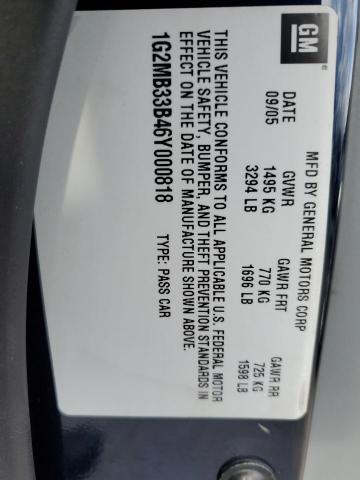 GM
MFD BY GENERAL MOTORS CORP
DATE GVWR GAWR FRT GAWR RR
09/05 1495 KG 770 KG 725 KG
3294 LB 1696 LB 1598 LB
THIS VEHICLE CONFORMS TO ALL APPLICABLE U.S. FEDERAL MOTOR
VEHICLE SAFETY, BUMPER, AND THEFT PREVENTION STANDARDS IN
EFFECT ON THE DATE OF MANUFACTURE SHOWN ABOVE.
1G2MB33B46Y000818 TYPE: PASS CAR